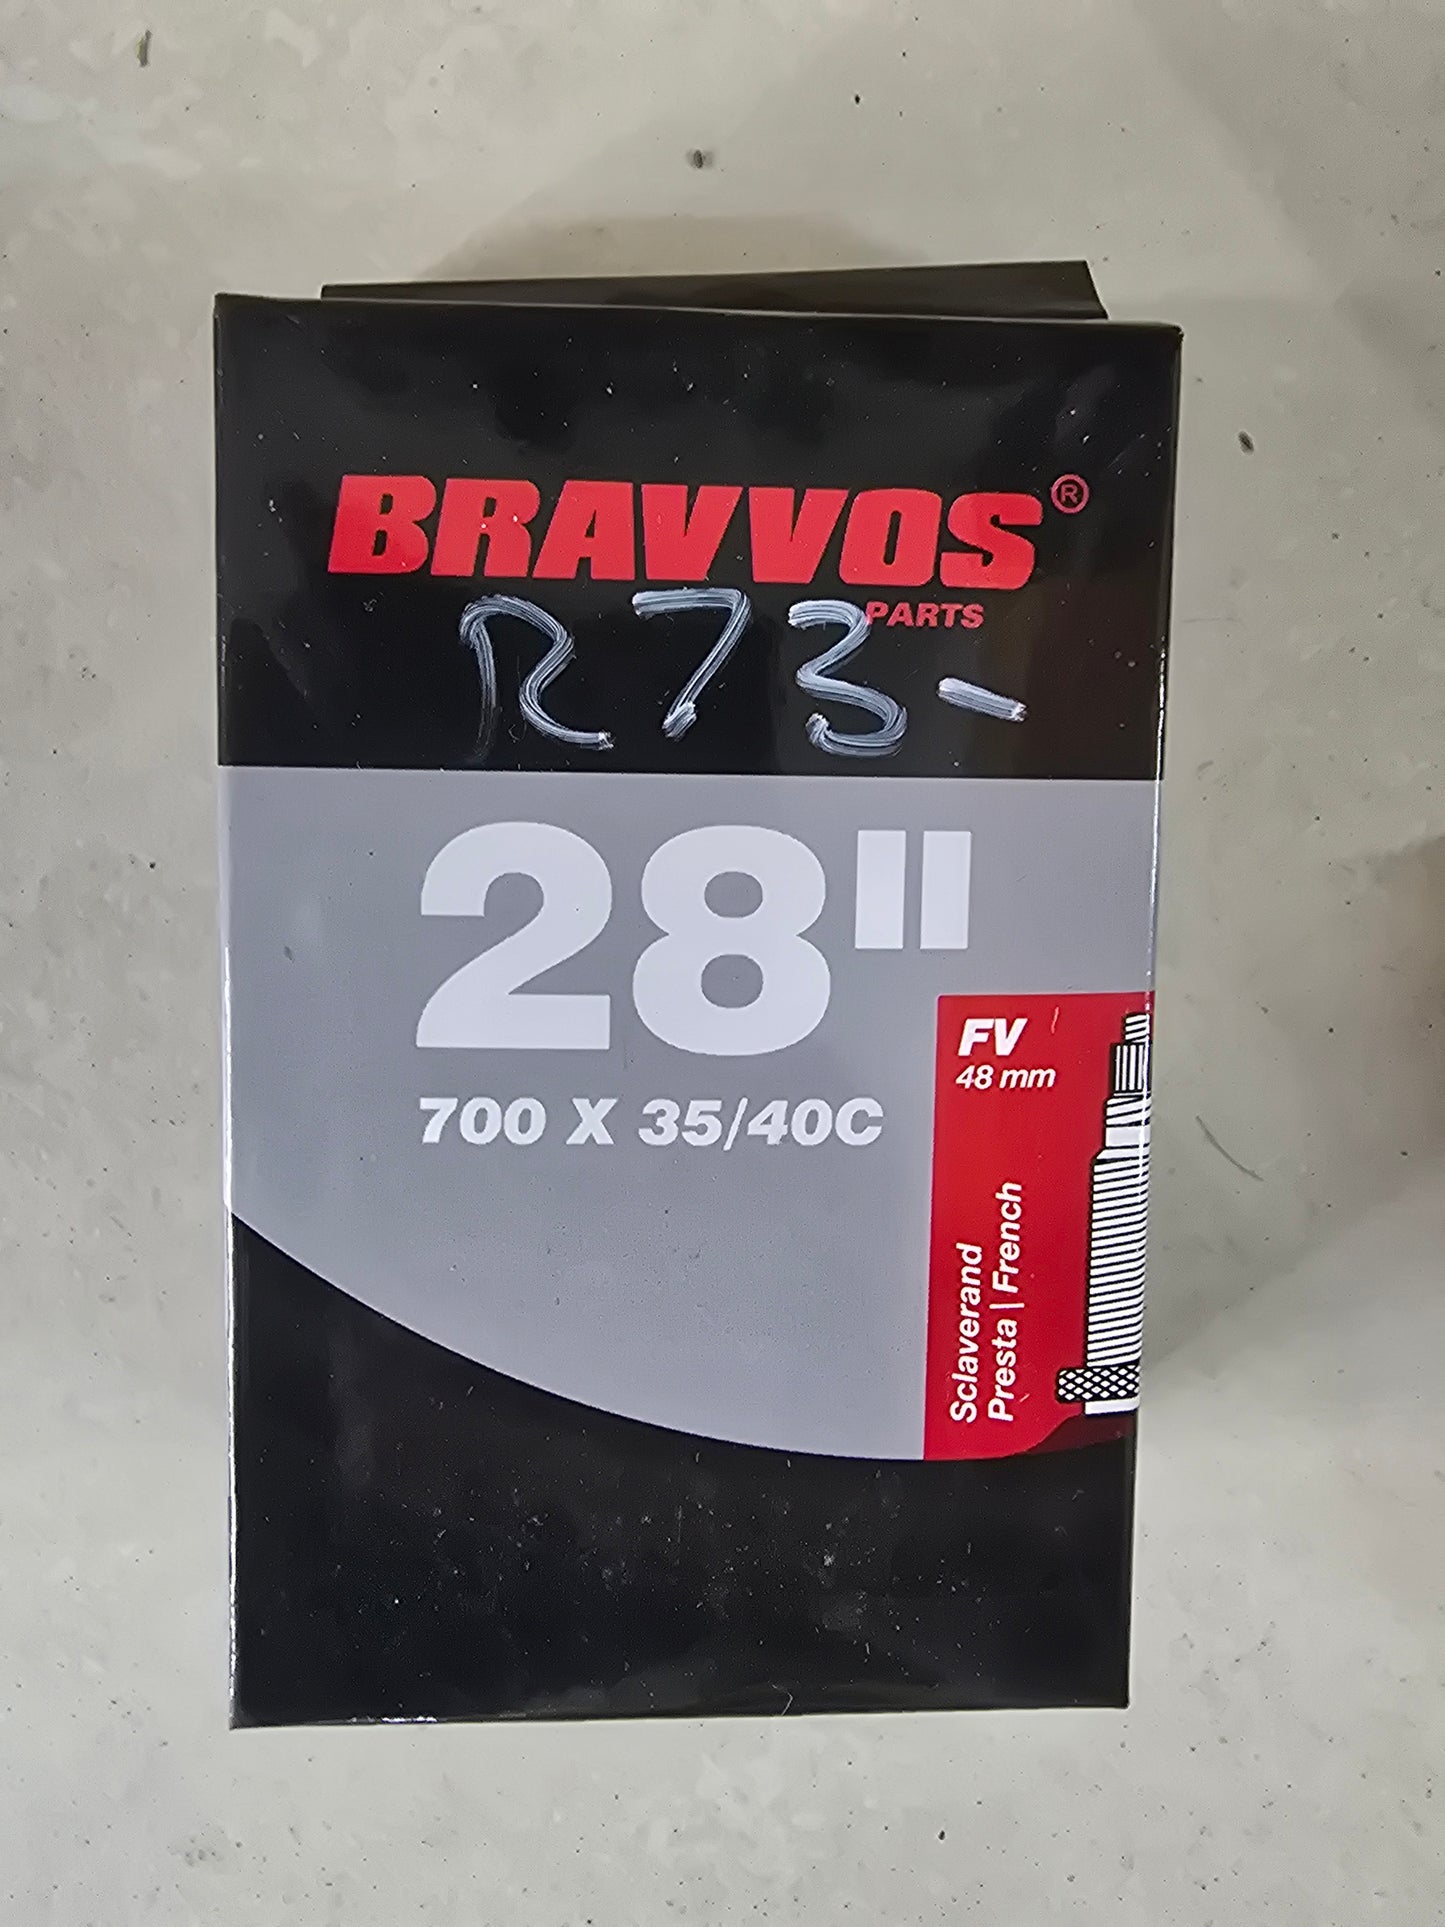 BRAVVOS®
PARTS
R73-
28"
700 X 35/40C
FV
48 mm
Sclaverand
Presta | French